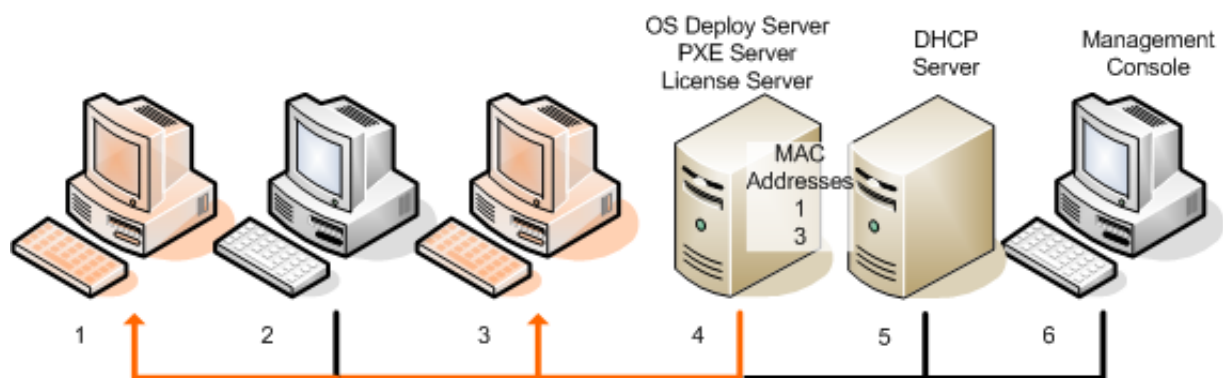 OS Deploy Server
PXE Server
License Server
DHCP
Server
Management
Console
MAC
Addresses
1
3
1
2
3
4
5
6